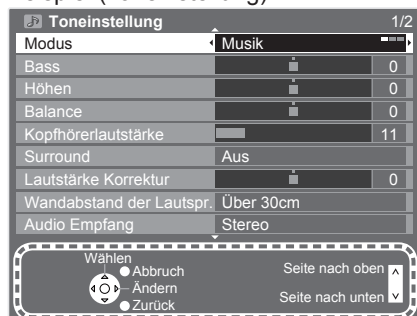 Toneinstellung 1/2
Modus Musik
Bass 0
Höhen 0
Balance 0
Kopfhörerlautstärke 11
Surround Aus
Lautstärke Korrektur 0
Wandabstand der Lautspr. Über 30cm
Audio Empfang Stereo
Wählen
Abbruch
Ändern
Zurück
Seite nach oben
Seite nach unten